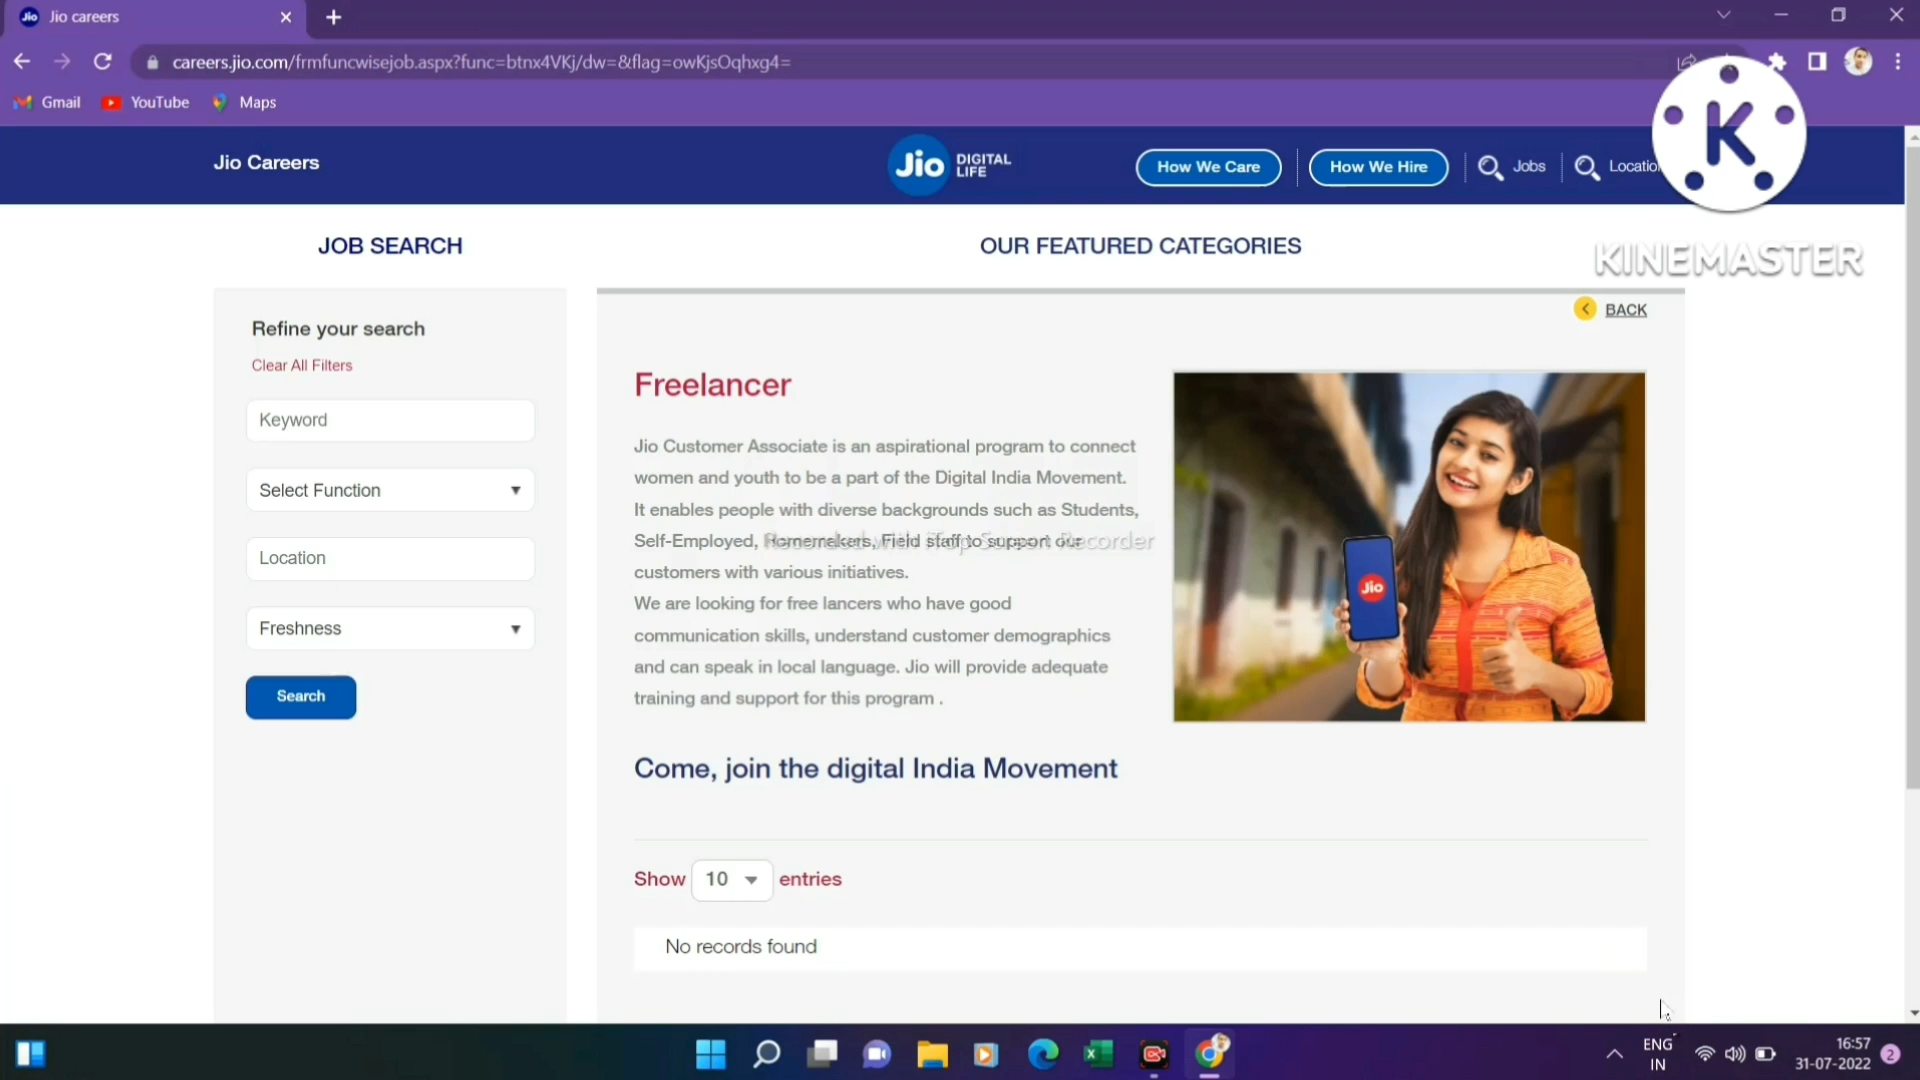 Jio careers
careers.jio.com/frmfuncwisejob.aspx?func=btnx4VKj/dw=&flag=owKjsOqhxg4=
Gmail YouTube Maps
Jio Careers
Jio DIGITAL LIFE
How We Care
How We Hire
Jobs
K
KINEMASTER
JOB SEARCH
OUR FEATURED CATEGORIES
Refine your search
Clear All Filters
Keyword
Select Function
Location
Freshness
Search
BACK
Freelancer
Jio Customer Associate is an aspirational program to connect
women and youth to be a part of the Digital India Movement.
It enables people with diverse backgrounds such as Students,
Self-Employed, Homemakers, Field staff to support our
customers with various initiatives.
We are looking for free lancers who have good
communication skills, understand customer demographics
and can speak in local language. Jio will provide adequate
training and support for this program .
Recorded with iTop Screen Recorder
Jio
Come, join the digital India Movement
Show 10 entries
No records found
ENG
IN
16:57
31-07-2022
2